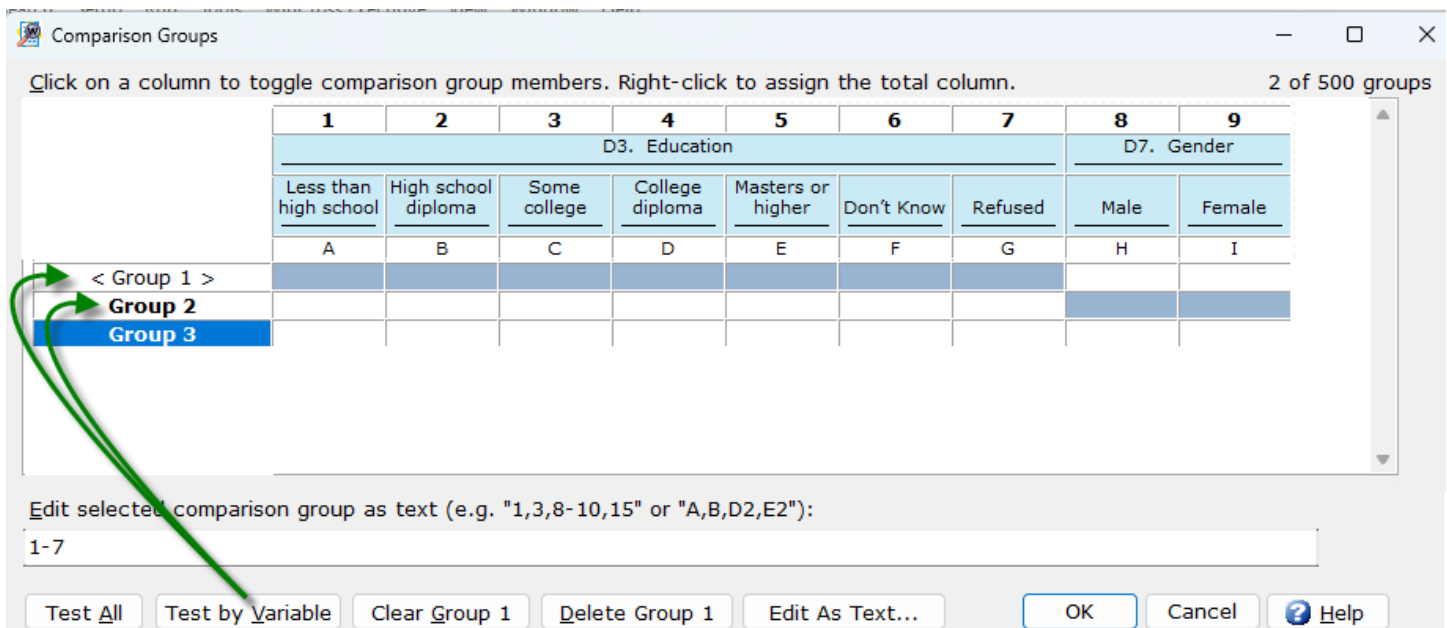 Comparison Groups
Click on a column to toggle comparison group members. Right-click to assign the total column. 2 of 500 groups
1 2 3 4 5 6 7 8 9
D3. Education D7. Gender
Less than high school High school diploma Some college College diploma Masters or higher Don't Know Refused Male Female
A B C D E F G H I
< Group 1 >
Group 2
Group 3
Edit selected comparison group as text (e.g. "1,3,8-10,15" or "A,B,D2,E2"):
1-7
Test All Test by Variable Clear Group 1 Delete Group 1 Edit As Text... OK Cancel Help